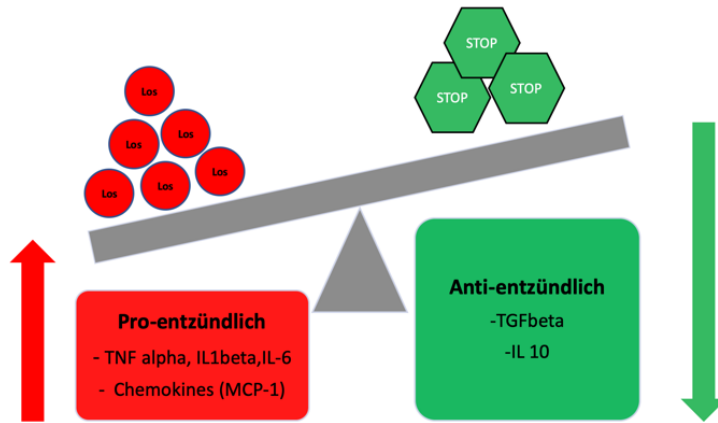 STOP
STOP
STOP
Los
Los
Los
Los
Los
Los
Pro-entzündlich
- TNF alpha, IL1beta,IL-6
- Chemokines (MCP-1)
Anti-entzündlich
-TGFbeta
-IL 10